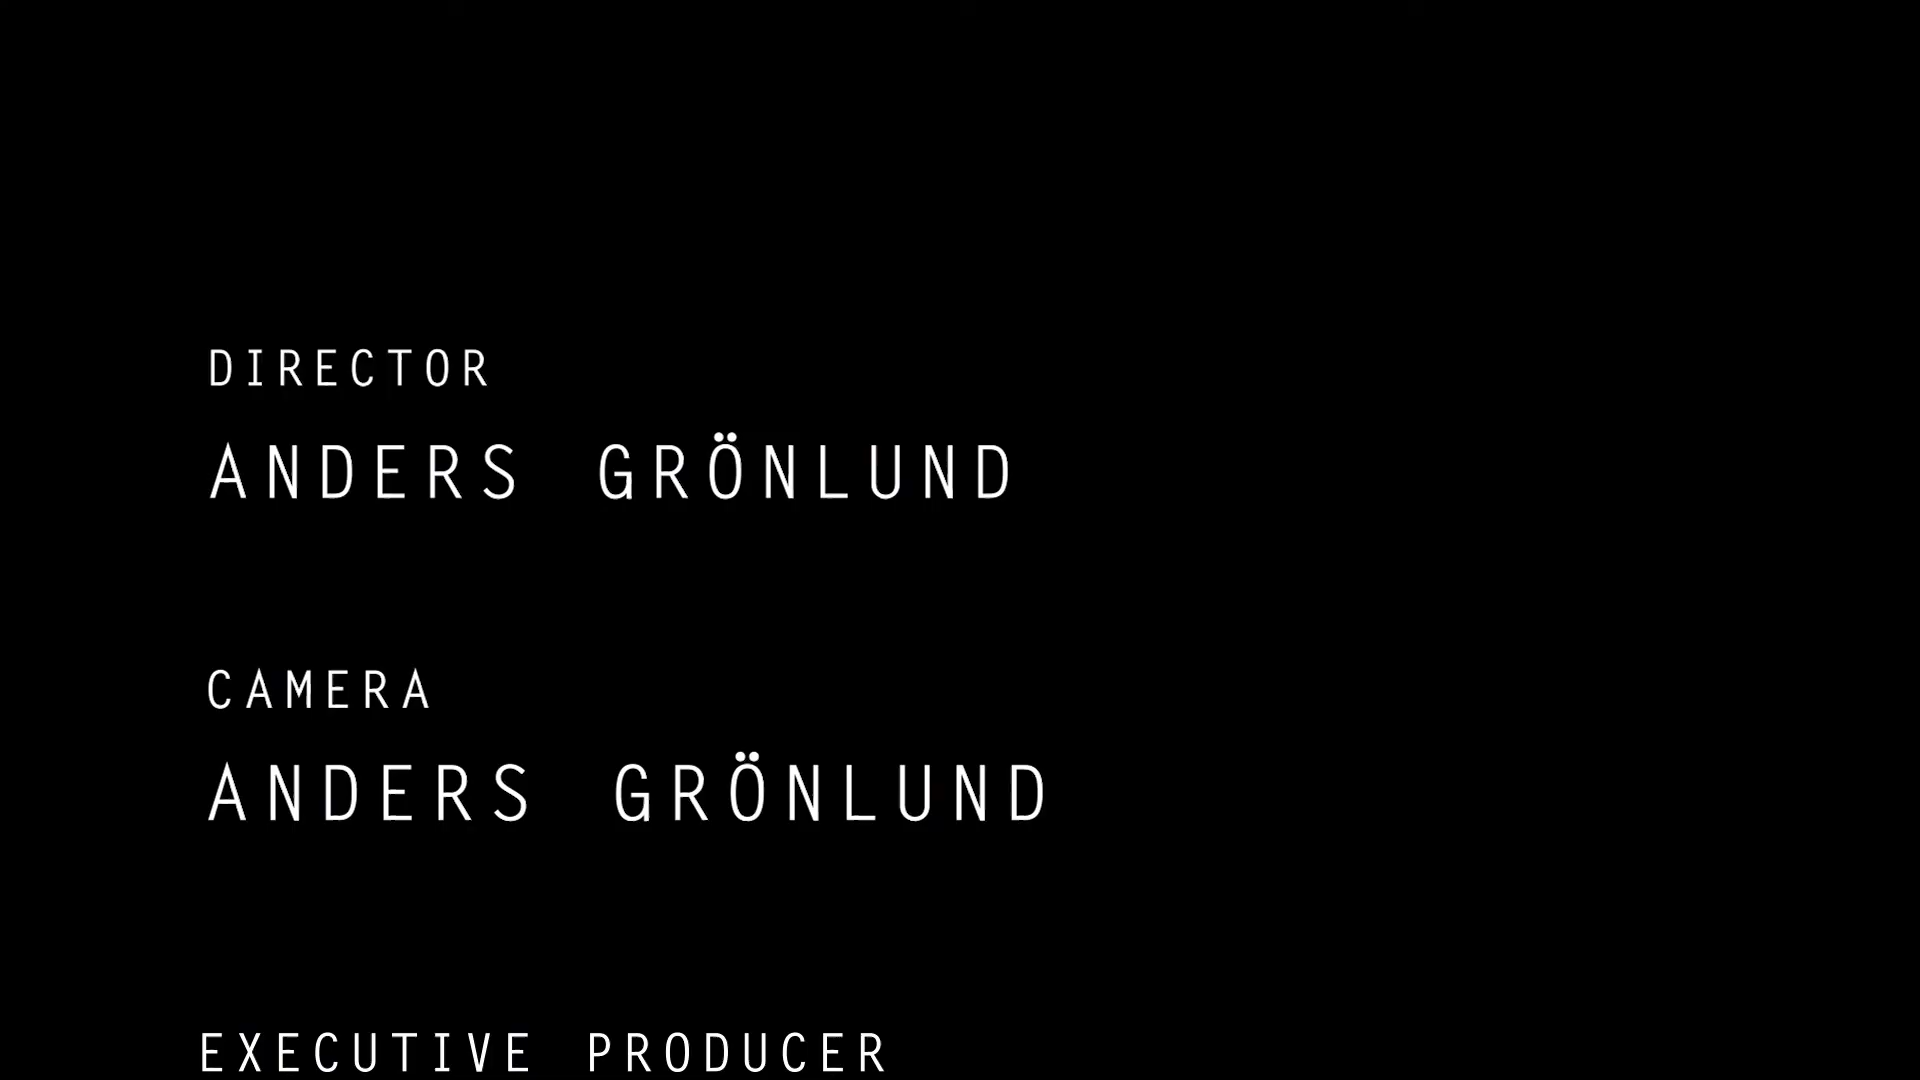 DIRECTOR
ANDERS GRÖNLUND
CAMERA
ANDERS GRÖNLUND
EXECUTIVE PRODUCER